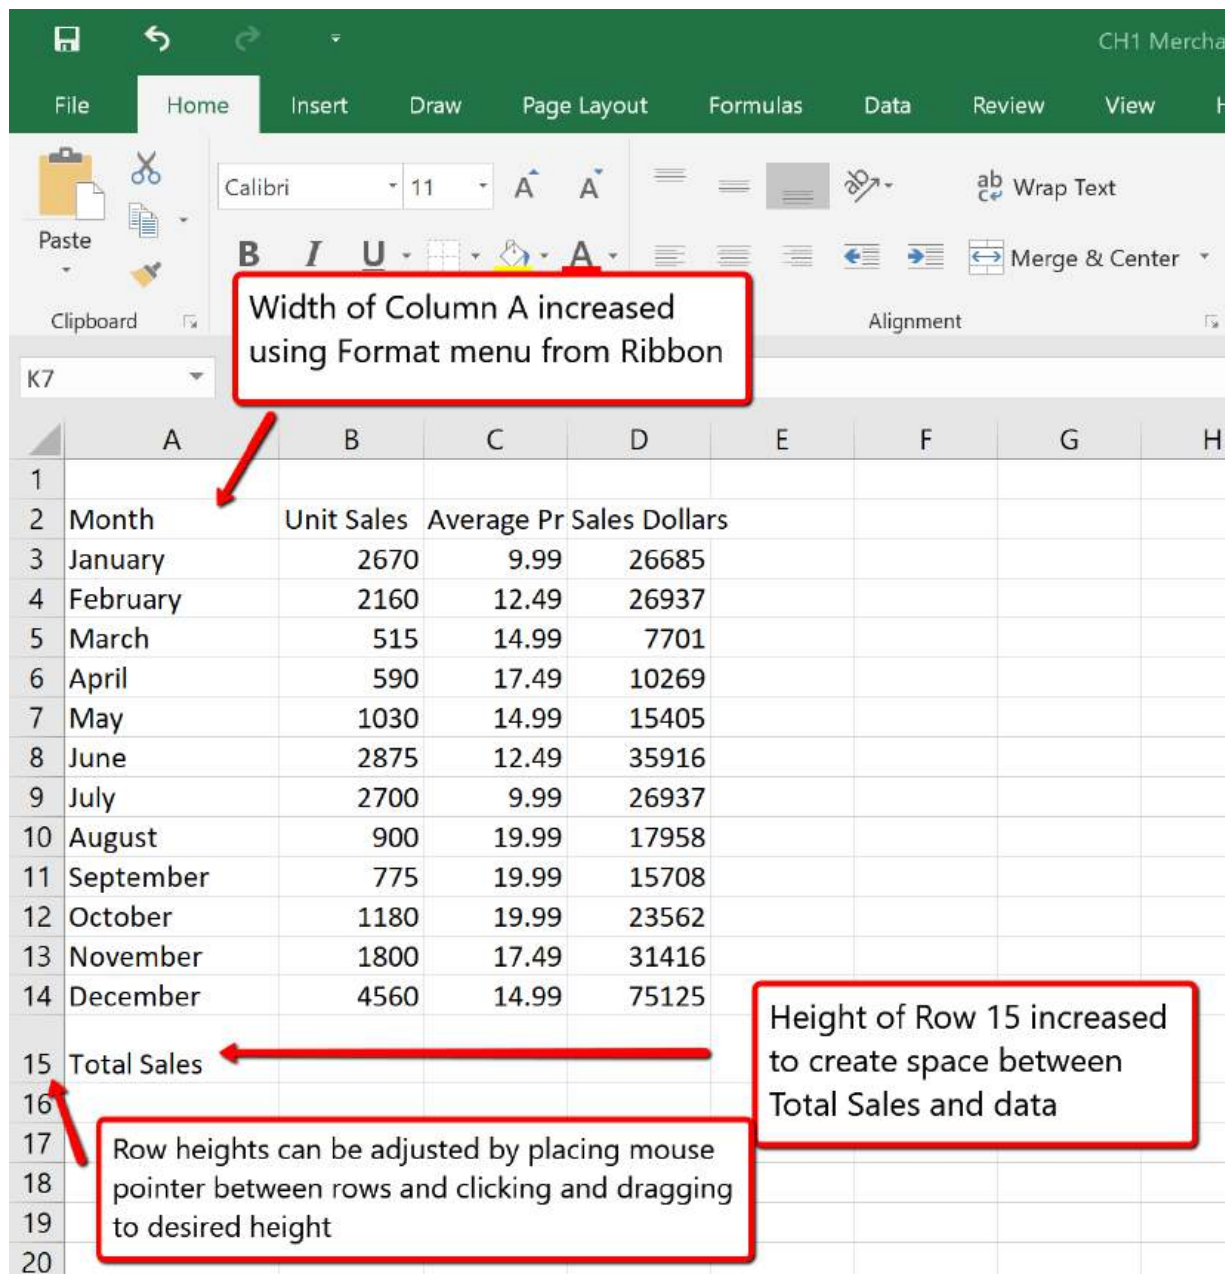 CH1 Mercha
File Home Insert Draw Page Layout Formulas Data Review View H
Calibri 11 A A ab Wrap Text
Paste B I U A Merge & Center
Clipboard Alignment
Width of Column A increased
using Format menu from Ribbon
K7
A B C D E F G H
1
2 Month Unit Sales Average Pr Sales Dollars
3 January 2670 9.99 26685
4 February 2160 12.49 26937
5 March 515 14.99 7701
6 April 590 17.49 10269
7 May 1030 14.99 15405
8 June 2875 12.49 35916
9 July 2700 9.99 26937
10 August 900 19.99 17958
11 September 775 19.99 15708
12 October 1180 19.99 23562
13 November 1800 17.49 31416
14 December 4560 14.99 75125
Height of Row 15 increased
to create space between
Total Sales and data
15 Total Sales
16
17
18
19
20
Row heights can be adjusted by placing mouse
pointer between rows and clicking and dragging
to desired height